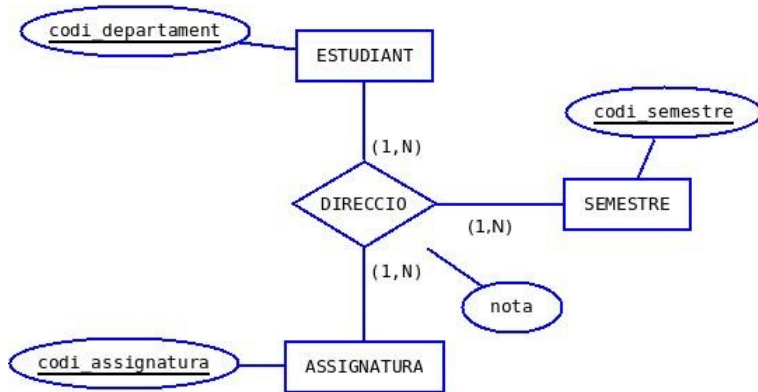 codi_departament
ESTUDIANT
codi_semestre
(1,N)
DIRECCIO
SEMESTRE
(1,N)
(1,N)
nota
codi_assignatura
ASSIGNATURA